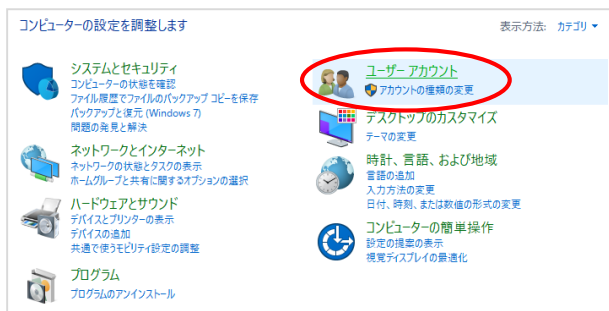 コンピューターの設定を調整します
表示方法: カテゴリ
システムとセキュリティ
コンピューターの状態を確認
ファイル履歴でファイルのバックアップ コピーを保存
バックアップと復元 (Windows 7)
問題の発見と解決
ネットワークとインターネット
ネットワークの状態とタスクの表示
ホームグループと共有に関するオプションの選択
ハードウェアとサウンド
デバイスとプリンターの表示
デバイスの追加
共通で使うモビリティ設定の調整
プログラム
プログラムのアンインストール
ユーザー アカウント
アカウントの種類の変更
デスクトップのカスタマイズ
テーマの変更
時計、言語、および地域
言語の追加
入力方法の変更
日付、時刻、または数値の形式の変更
コンピューターの簡単操作
設定の提案の表示
視覚ディスプレイの最適化